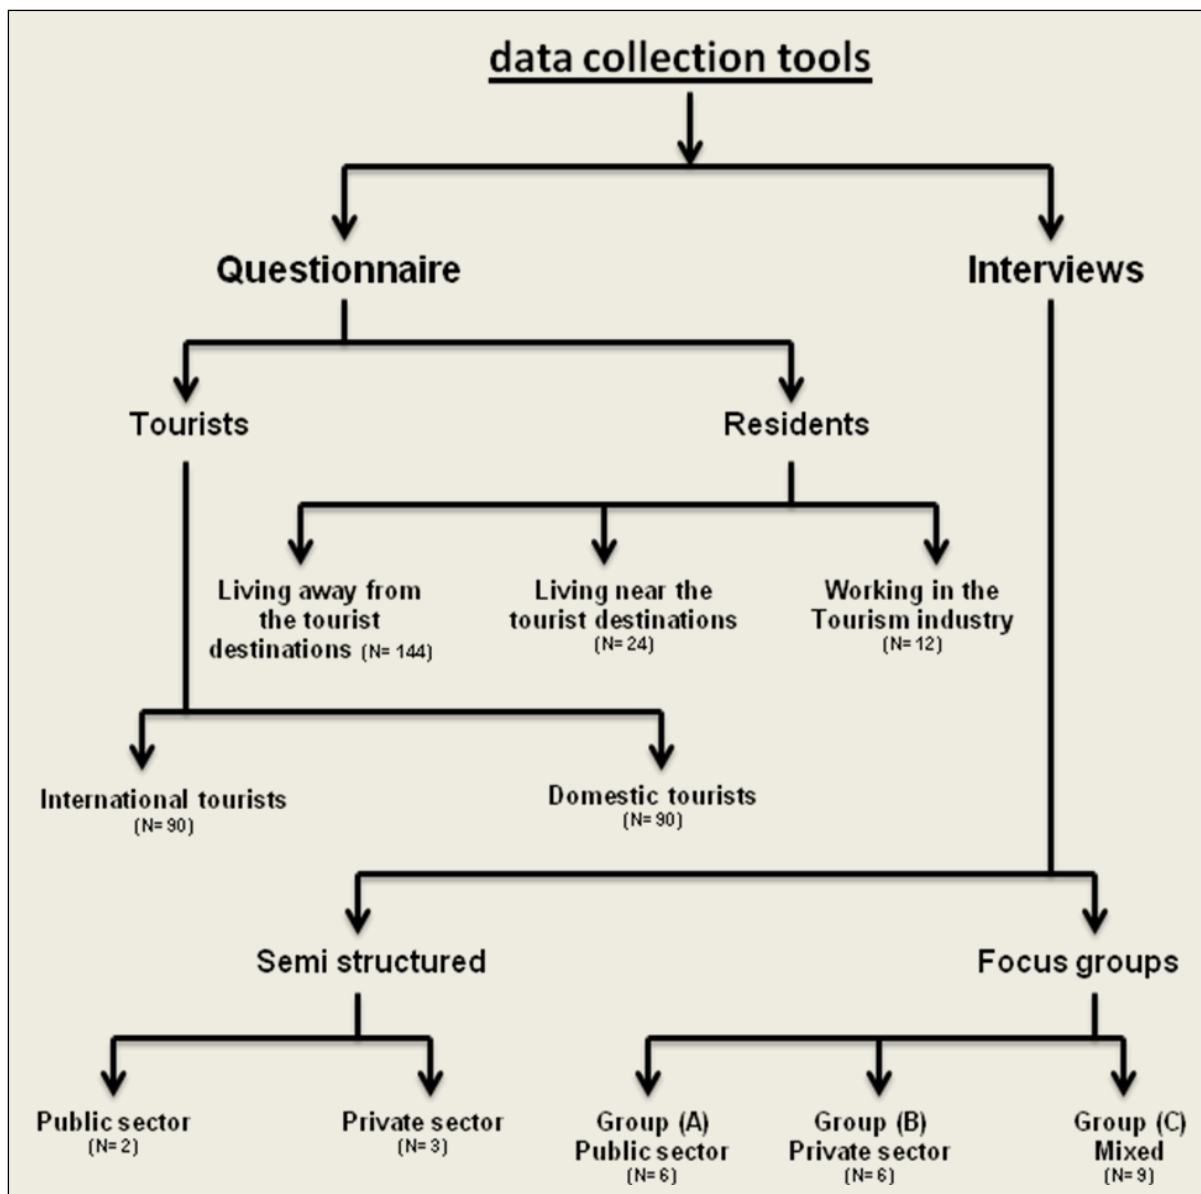 data collection tools
Questionnaire
Interviews
Tourists
Residents
Living away from
the tourist
destinations (N= 144)
Living near the
tourist destinations
(N= 24)
Working in the
Tourism industry
(N= 12)
International tourists
(N= 90)
Domestic tourists
(N= 90)
Semi structured
Focus groups
Public sector
(N= 2)
Private sector
(N= 3)
Group (A)
Public sector
(N= 6)
Group (B)
Private sector
(N= 6)
Group (C)
Mixed
(N= 9)